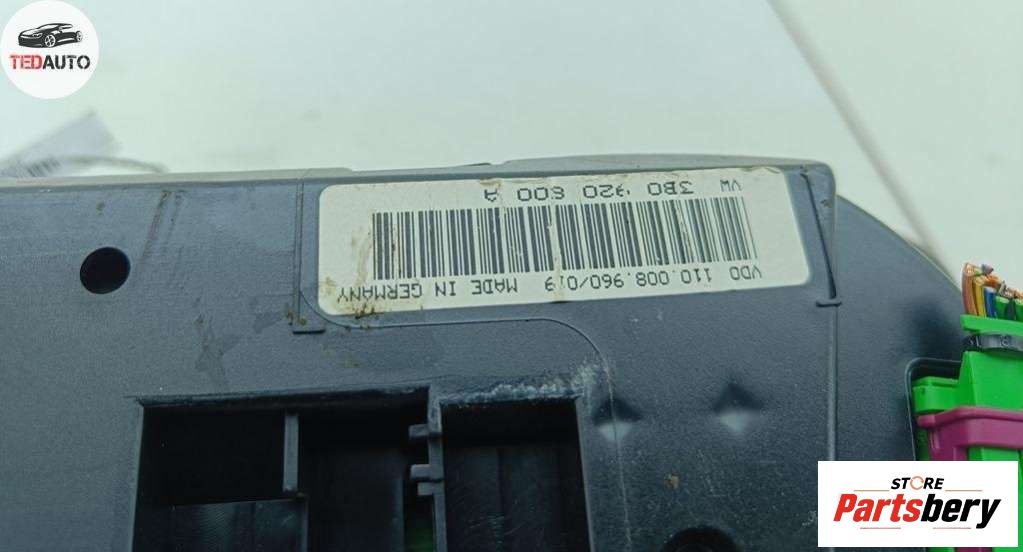 TEDAUTO
VW 3B0 920 800 A
VDO 110.008.960/019 MADE IN GERMANY
STORE
Partsbery